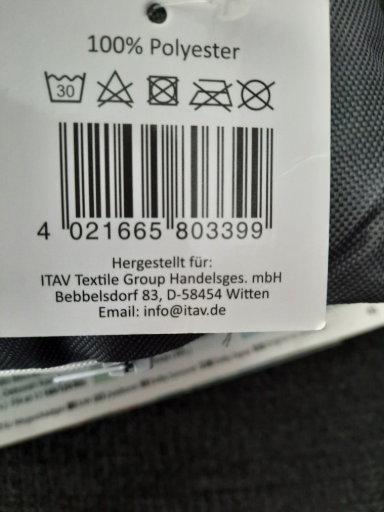 100% Polyester
30
4 021665 803399
Hergestellt für:
ITAV Textile Group Handelsges. mbH
Bebbelsdorf 83, D-58454 Witten
Email: info@itav.de